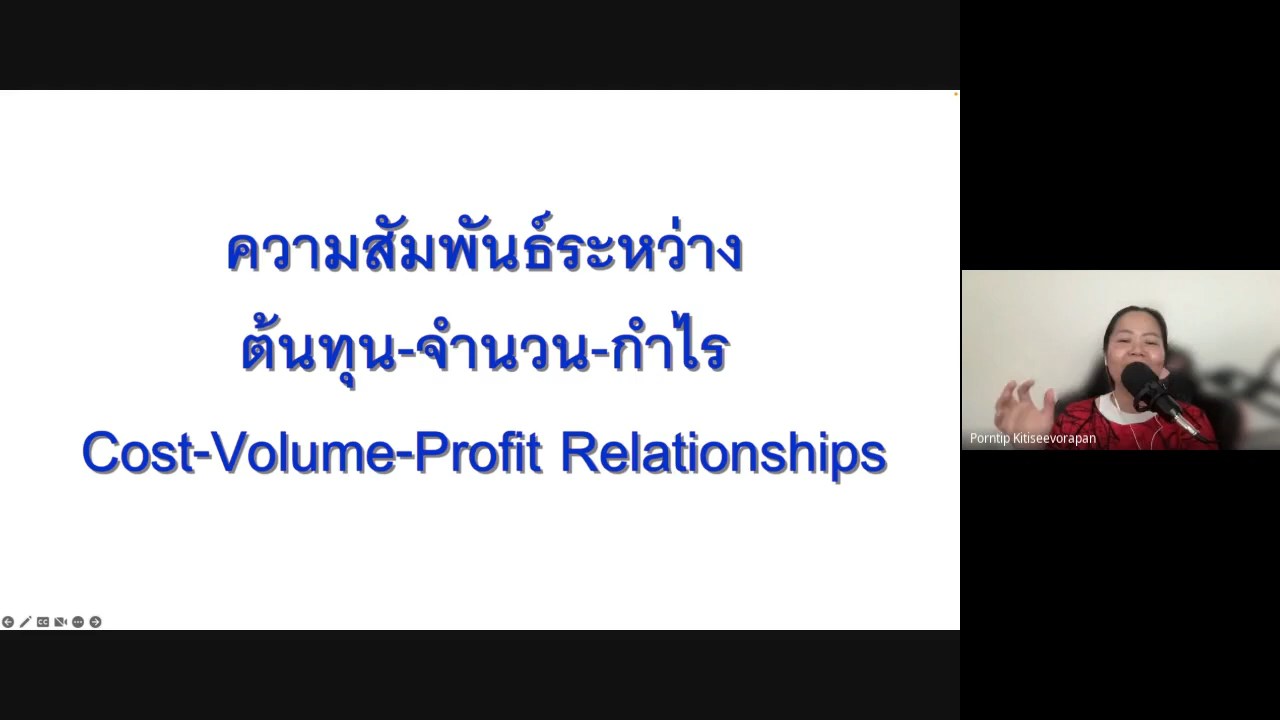 ความสัมพันธ์ระหว่าง
ต้นทุน-จำนวน-กำไร
Cost-Volume-Profit Relationships
Porntip Kitiseevorapan